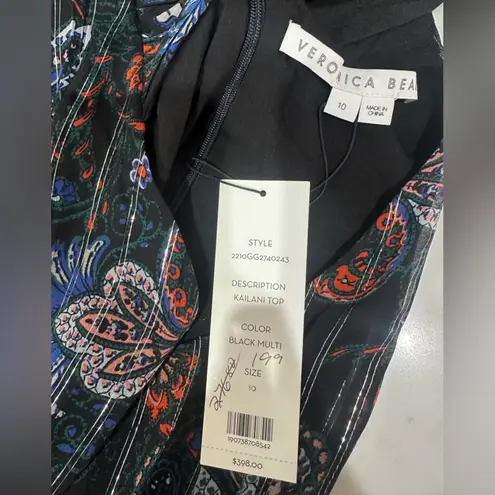 VERONICA BEA
10
MADE IN
CHINA
STYLE
2210GG2740243
DESCRIPTION
KAILANI TOP
COLOR
BLACK MULTI
199
SIZE
10
190738708542
$398.00